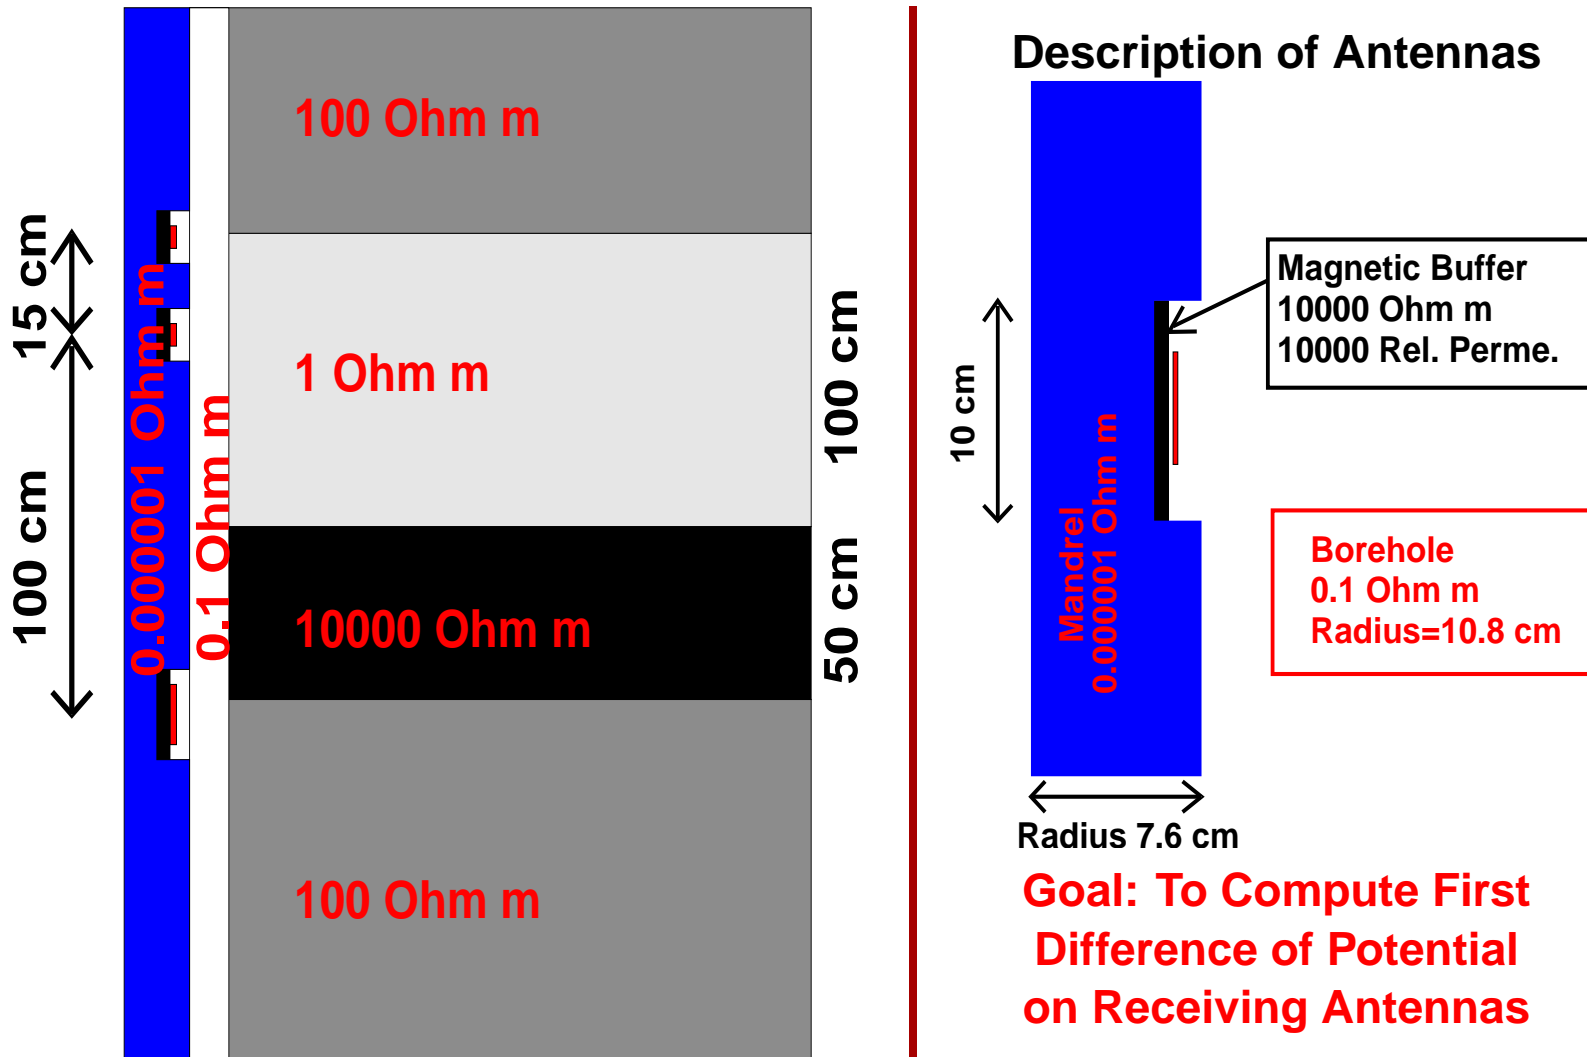 100 Ohm m
15 cm
1 Ohm m
100 cm
0.000001 Ohm m
0.1 Ohm m
100 cm
10000 Ohm m
50 cm
100 Ohm m
Description of Antennas
Magnetic Buffer
10000 Ohm m
10000 Rel. Perme.
10 cm
Mandrel
0.000001 Ohm m
Borehole
0.1 Ohm m
Radius=10.8 cm
Radius 7.6 cm
Goal: To Compute First
Difference of Potential
on Receiving Antennas